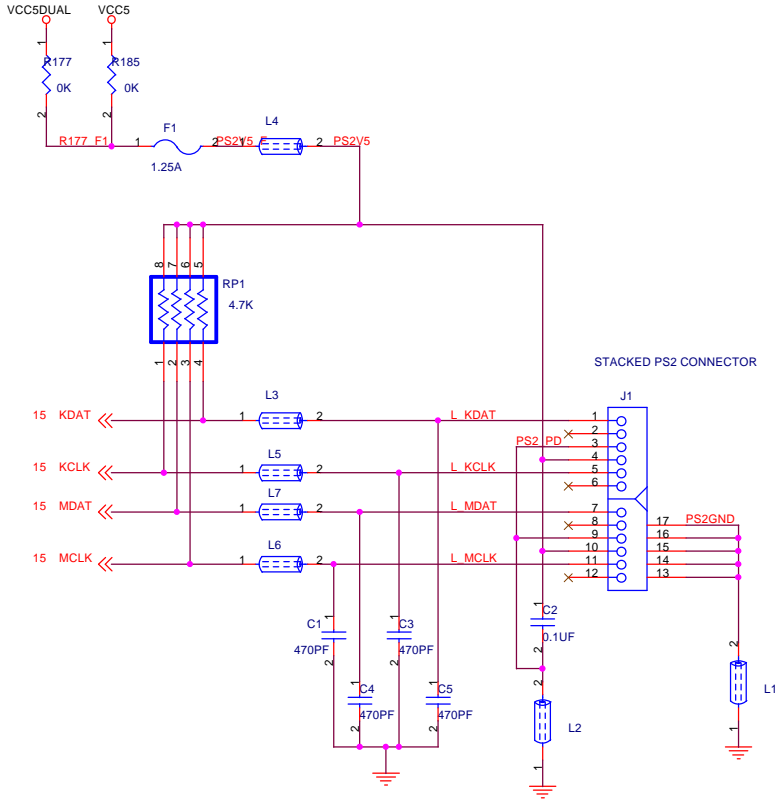 VCC5DUAL VCC5
1 1
R177 R185
0K 0K
2 2
F1 L4
R177_F1 1 2 PS2V5_F 1 2 PS2V5
1.25A
8 7 6 5
RP1
4.7K
1 2 3 4
STACKED PS2 CONNECTOR
J1
15 KDAT 1 L3 2 L_KDAT 1
2
PS2_PD 3
4
15 KCLK 1 L5 2 L_KCLK 5
6
15 MDAT 1 L7 2 L_MDAT 7
8 17 PS2GND
9 16
10 15
15 MCLK 1 L6 2 L_MCLK 11 14
12 13
1 C1 470PF 2
1 C3 470PF 2
1 C2 0.1UF 2
1 C4 470PF 2
1 C5 470PF 2
2 L2 1
2 L1 1